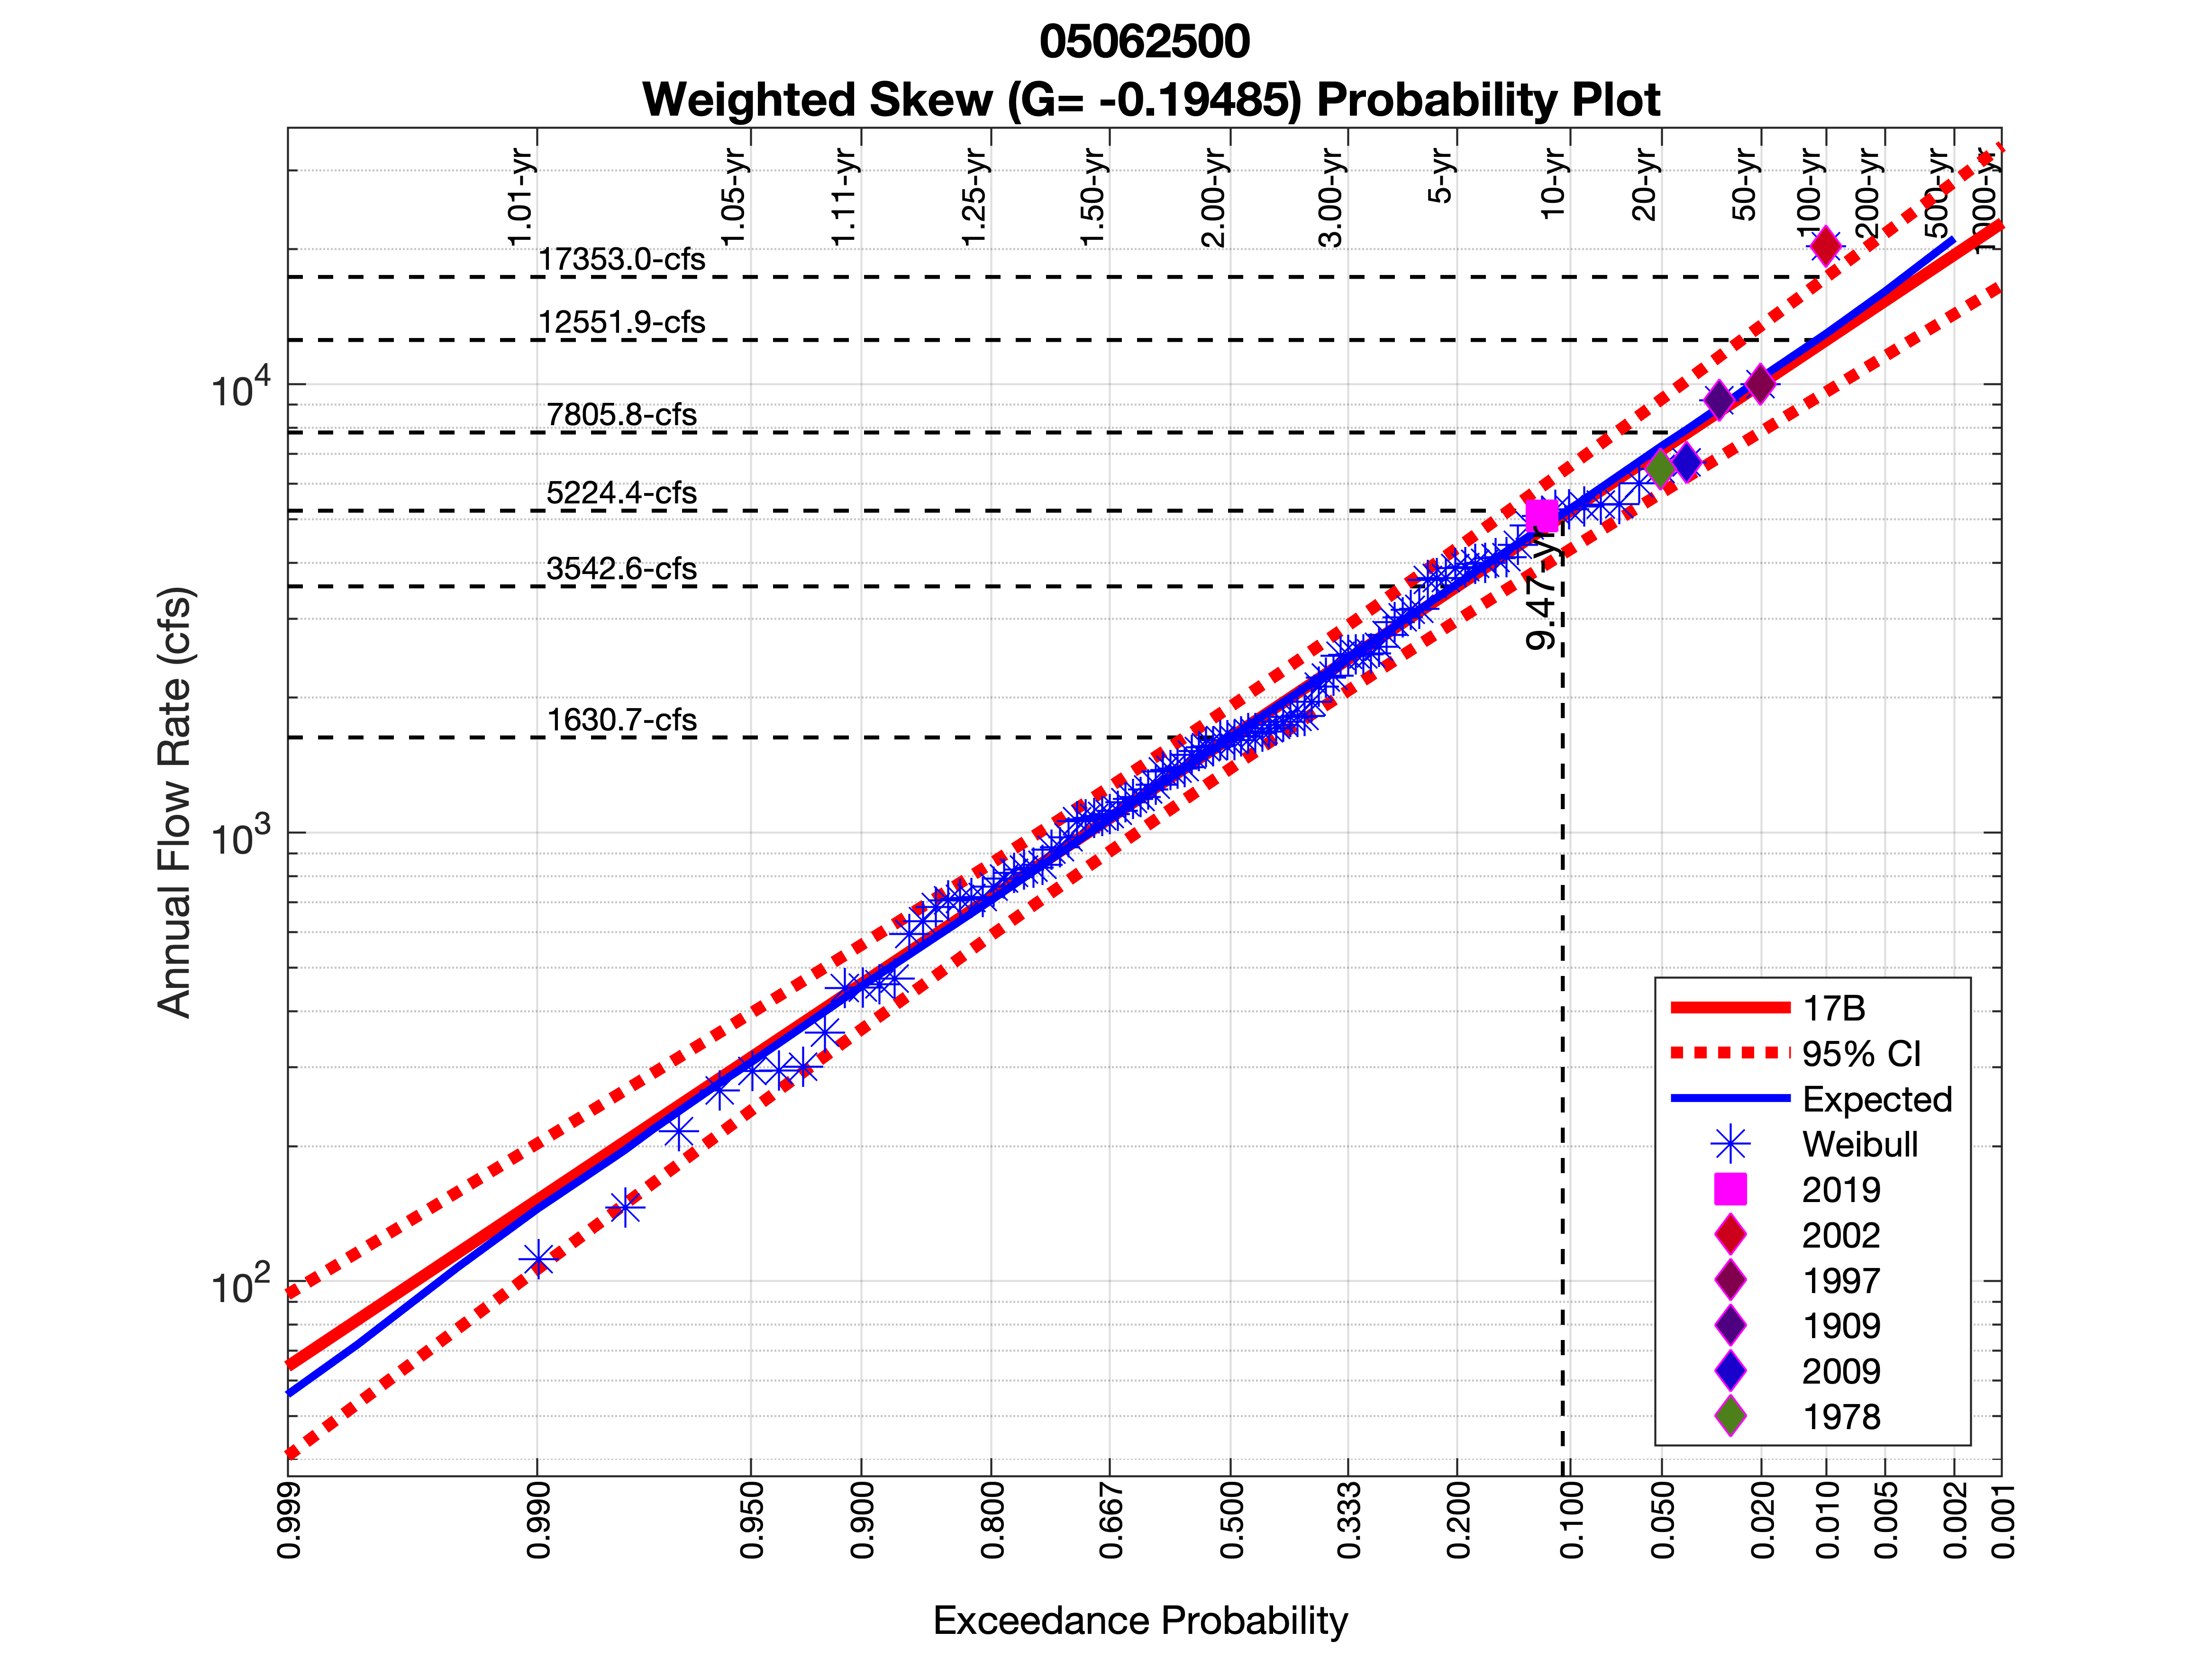 05062500
Weighted Skew (G= -0.19485) Probability Plot
1.01-yr
1.05-yr
1.11-yr
1.25-yr
1.50-yr
2.00-yr
3.00-yr
5-yr
10-yr
20-yr
50-yr
100-yr
200-yr
500-yr
1000-yr
17353.0-cfs
12551.9-cfs
7805.8-cfs
5224.4-cfs
3542.6-cfs
1630.7-cfs
9.47-yr
10^4
10^3
10^2
Annual Flow Rate (cfs)
17B
95% CI
Expected
Weibull
2019
2002
1997
1909
2009
1978
0.999
0.990
0.950
0.900
0.800
0.667
0.500
0.333
0.200
0.100
0.050
0.020
0.010
0.005
0.002
0.001
Exceedance Probability